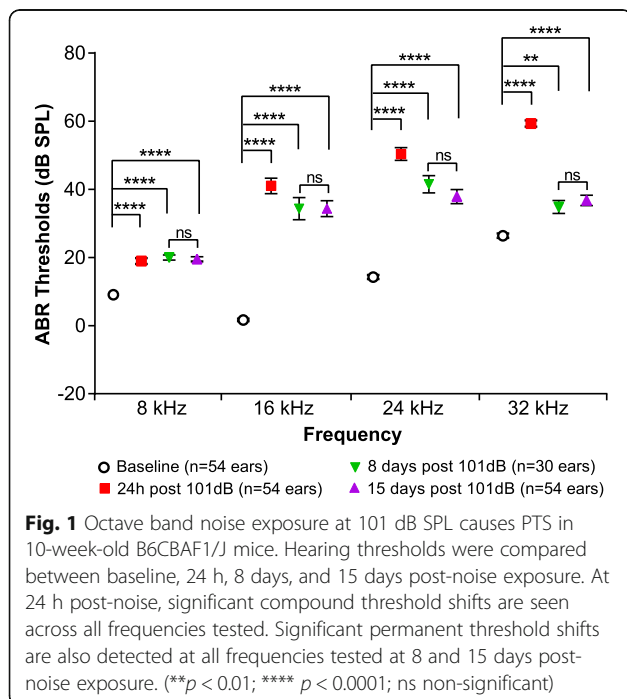 80
60
40
20
0
-20
ABR Thresholds (dB SPL)
**** **** **** ns
**** **** **** ns
**** **** **** ns
**** ** **** ns
8 kHz 16 kHz 24 kHz 32 kHz
Frequency
Baseline (n=54 ears) 8 days post 101dB (n=30 ears)
24h post 101dB (n=54 ears) 15 days post 101dB (n=54 ears)
Fig. 1 Octave band noise exposure at 101 dB SPL causes PTS in
10-week-old B6CBAF1/J mice. Hearing thresholds were compared
between baseline, 24 h, 8 days, and 15 days post-noise exposure. At
24 h post-noise, significant compound threshold shifts are seen
across all frequencies tested. Significant permanent threshold shifts
are also detected at all frequencies tested at 8 and 15 days post-
noise exposure. (**p < 0.01; **** p < 0.0001; ns non-significant)